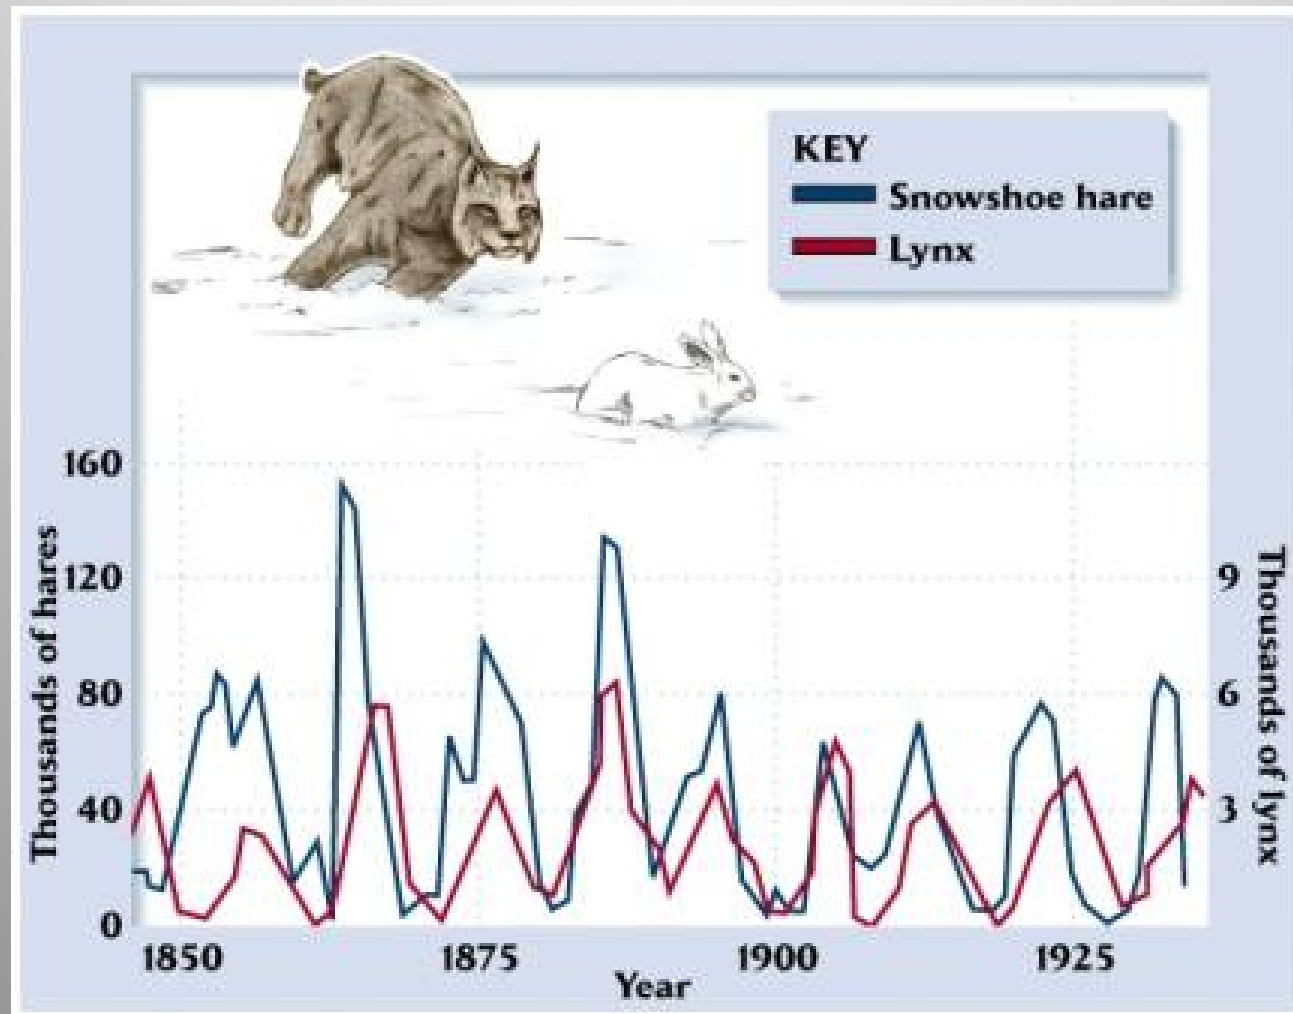 KEY
Snowshoe hare
Lynx
160
120
80
40
0
Thousands of hares
9
6
3
Thousands of lynx
1850 1875 1900 1925
Year